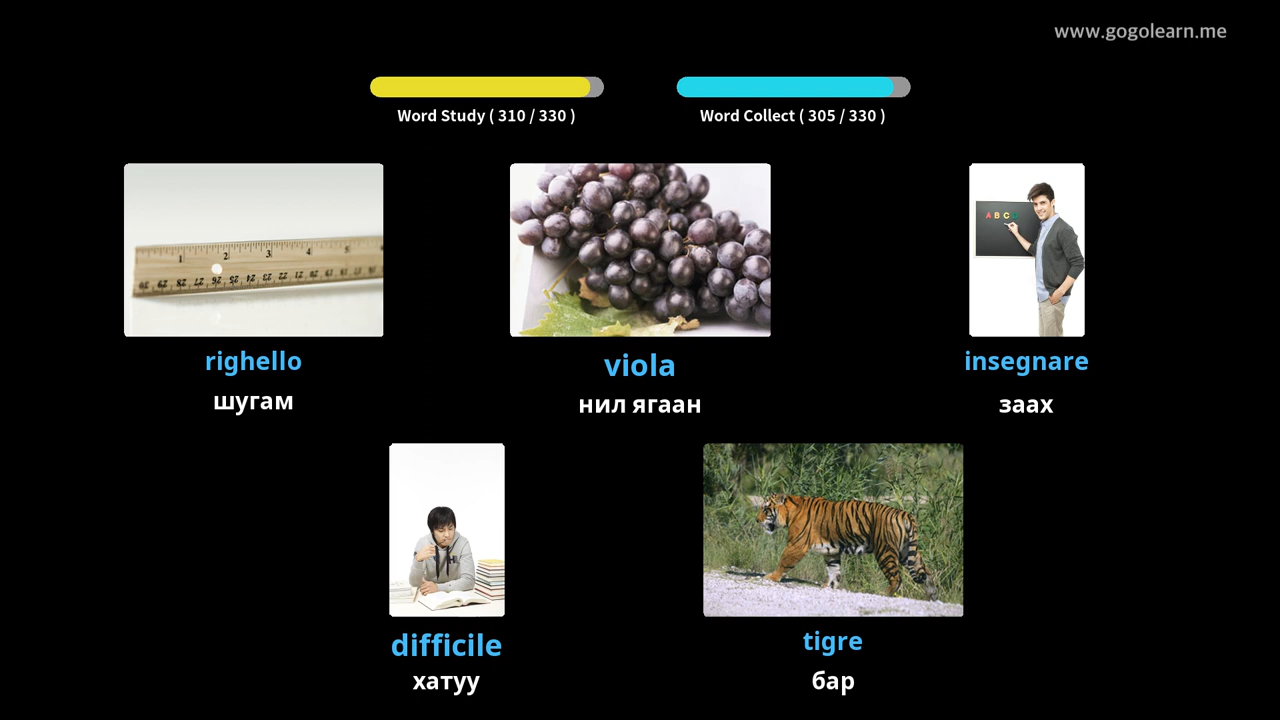 www.gogolearn.me
Word Study ( 310 / 330 )
Word Collect ( 305 / 330 )
righello
шугам
viola
нил ягаан
insegnare
заах
difficile
хатуу
tigre
бар